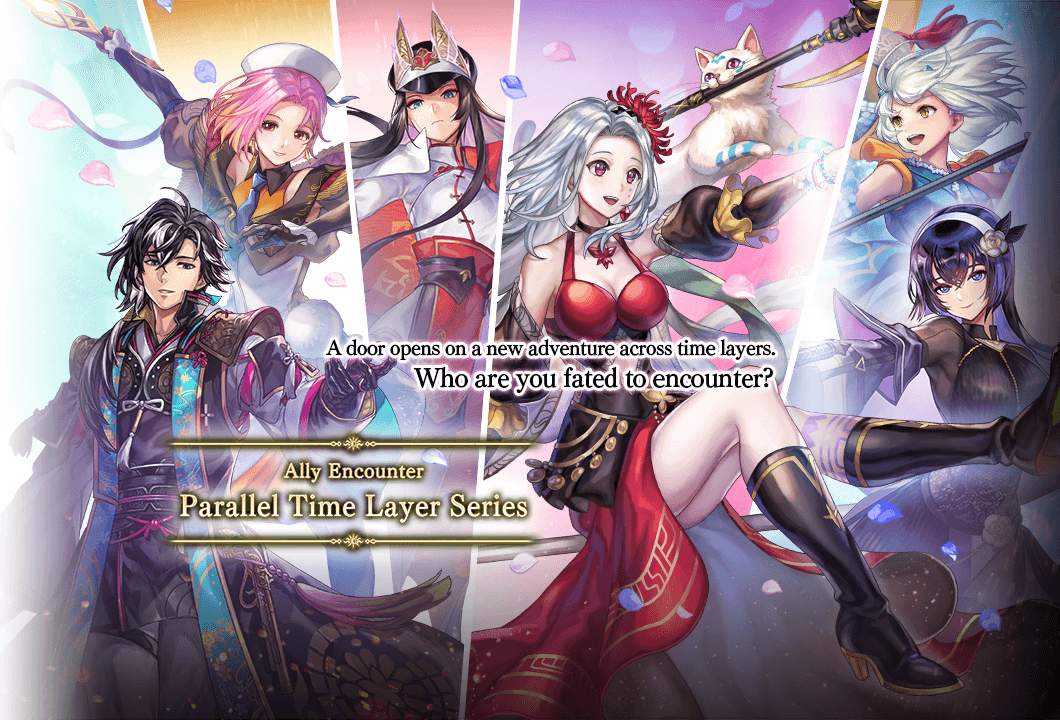 A door opens on a new adventure across time layers.
Who are you fated to encounter?
Ally Encounter
Parallel Time Layer Series